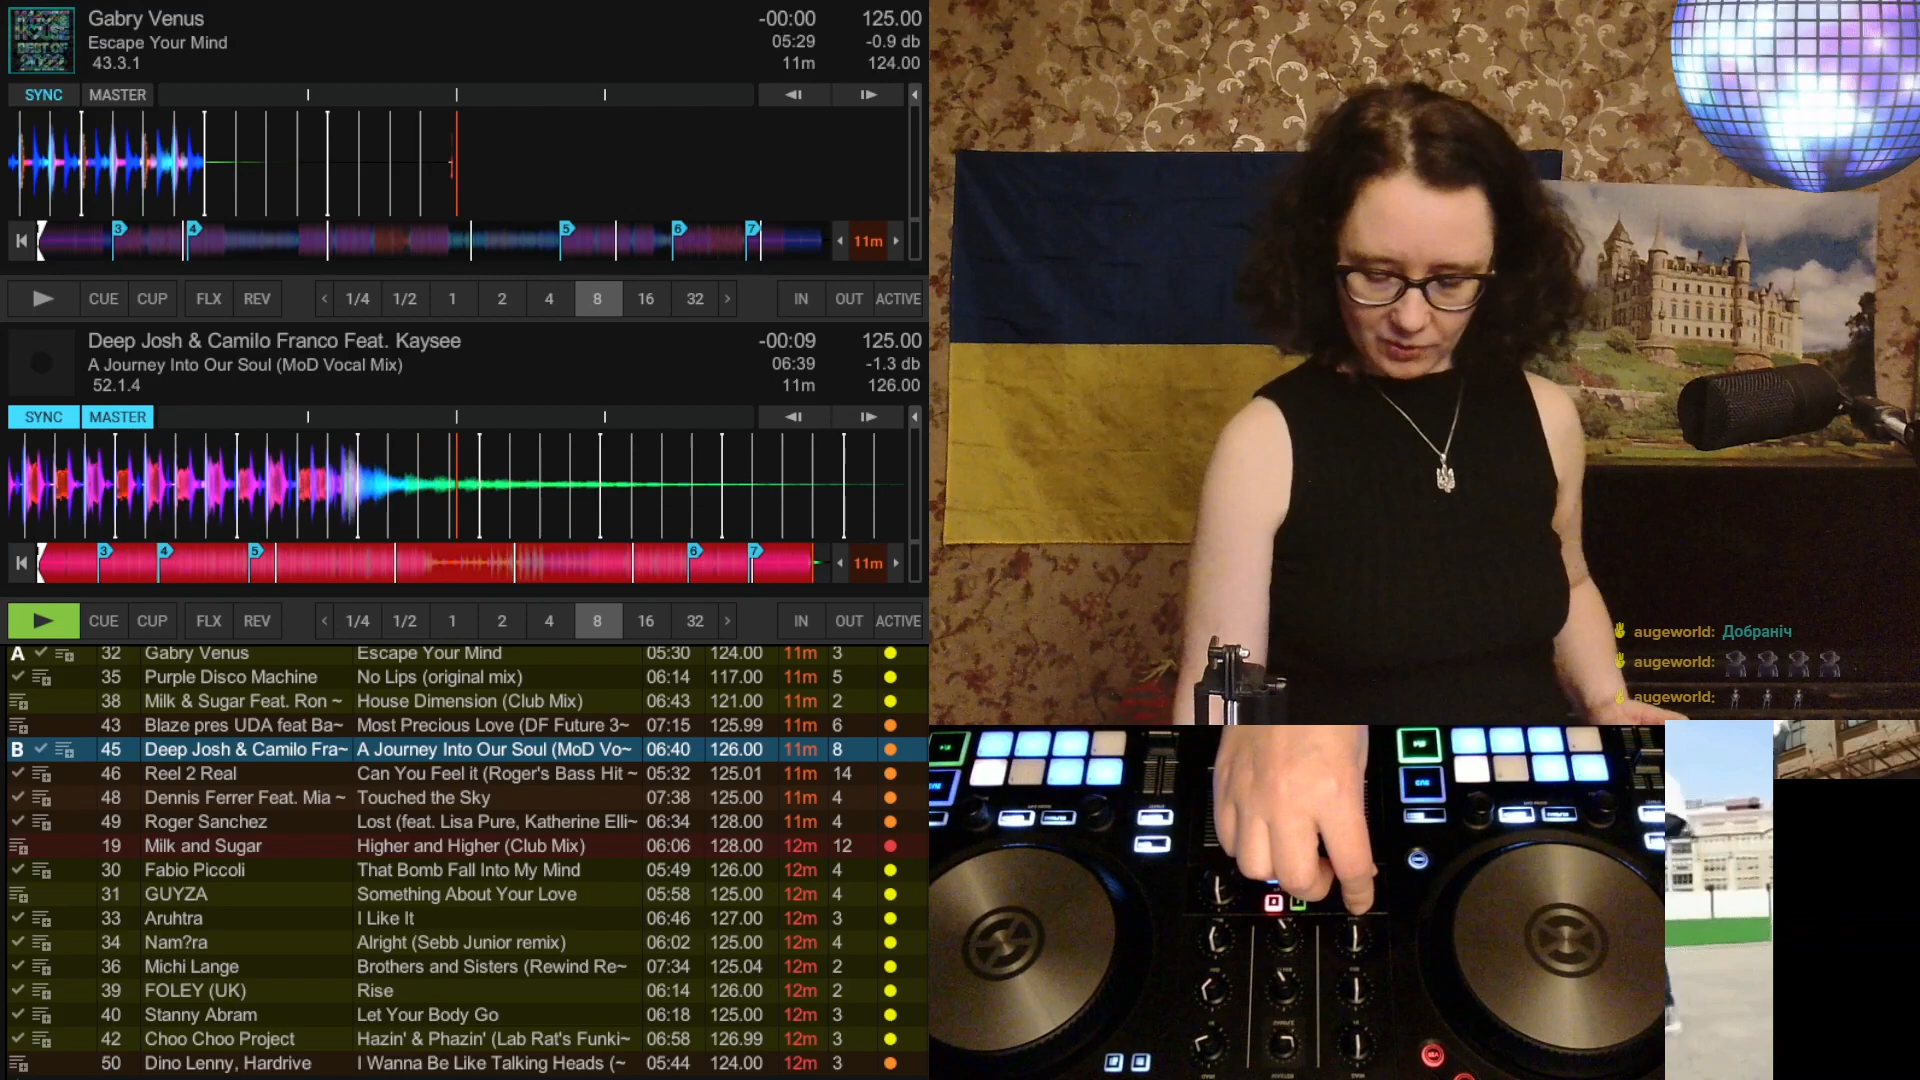 Gabry Venus -00:00 125.00
Escape Your Mind 05:29 -0.9 db
43.3.1 11m 124.00
HOUSE
BEST OF
2022
SYNC MASTER
3 4 5 6 7 11m
CUE CUP FLX REV 1/4 1/2 1 2 4 8 16 32 IN OUT ACTIVE
Deep Josh & Camilo Franco Feat. Kaysee -00:09 125.00
A Journey Into Our Soul (MoD Vocal Mix) 06:39 -1.3 db
52.1.4 11m 126.00
SYNC MASTER
3 4 5 6 7 11m
CUE CUP FLX REV 1/4 1/2 1 2 4 8 16 32 IN OUT ACTIVE
A 32 Gabry Venus Escape Your Mind 05:30 124.00 11m 3
35 Purple Disco Machine No Lips (original mix) 06:14 117.00 11m 5
38 Milk & Sugar Feat. Ron ~ House Dimension (Club Mix) 06:43 121.00 11m 2
43 Blaze pres UDA feat Ba~ Most Precious Love (DF Future 3~ 07:15 125.99 11m 6
B 45 Deep Josh & Camilo Fra~ A Journey Into Our Soul (MoD Vo~ 06:40 126.00 11m 8
46 Reel 2 Real Can You Feel it (Roger's Bass Hit ~ 05:32 125.01 11m 14
48 Dennis Ferrer Feat. Mia ~ Touched the Sky 07:38 125.00 11m 4
49 Roger Sanchez Lost (feat. Lisa Pure, Katherine Elli~ 06:34 128.00 11m 4
19 Milk and Sugar Higher and Higher (Club Mix) 06:06 128.00 12m 12
30 Fabio Piccoli That Bomb Fall Into My Mind 05:49 126.00 12m 4
31 GUYZA Something About Your Love 05:58 125.00 12m 4
33 Aruhtra I Like It 06:46 127.00 12m 3
34 Nam?ra Alright (Sebb Junior remix) 06:02 125.00 12m 4
36 Michi Lange Brothers and Sisters (Rewind Re~ 07:34 125.04 12m 2
39 FOLEY (UK) Rise 06:14 126.00 12m 2
40 Stanny Abram Let Your Body Go 06:18 125.00 12m 3
42 Choo Choo Project Hazin' & Phazin' (Lab Rat's Funki~ 06:58 126.99 12m 3
50 Dino Lenny, Hardrive I Wanna Be Like Talking Heads (~ 05:44 124.00 12m 3
augeworld: Добраніч
augeworld:
augeworld: